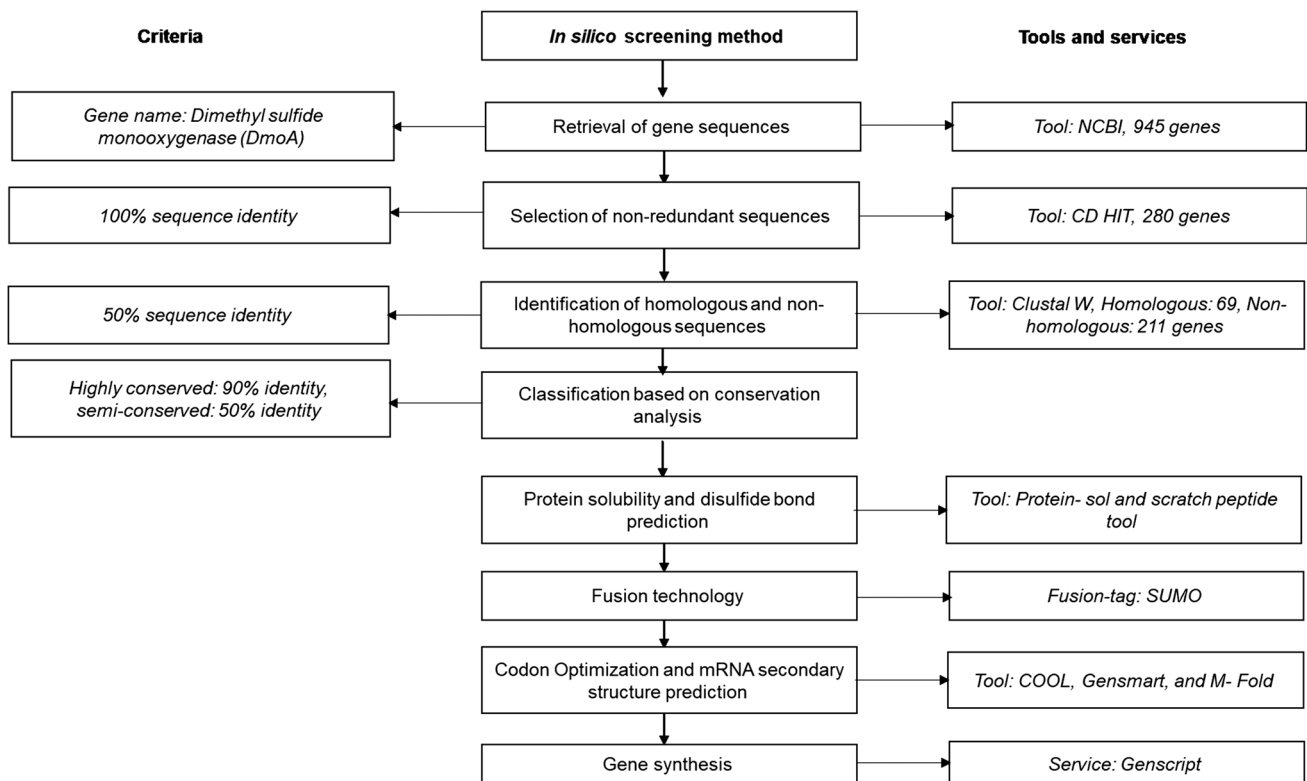 Criteria
In silico screening method
Tools and services
Gene name: Dimethyl sulfide
monooxygenase (DmoA)
Retrieval of gene sequences
Tool: NCBI, 945 genes
100% sequence identity
Selection of non-redundant sequences
Tool: CD HIT, 280 genes
50% sequence identity
Identification of homologous and non-
homologous sequences
Tool: Clustal W, Homologous: 69, Non-
homologous: 211 genes
Highly conserved: 90% identity,
semi-conserved: 50% identity
Classification based on conservation
analysis
Protein solubility and disulfide bond
prediction
Tool: Protein- sol and scratch peptide
tool
Fusion technology
Fusion-tag: SUMO
Codon Optimization and mRNA secondary
structure prediction
Tool: COOL, Gensmart, and M- Fold
Gene synthesis
Service: Genscript